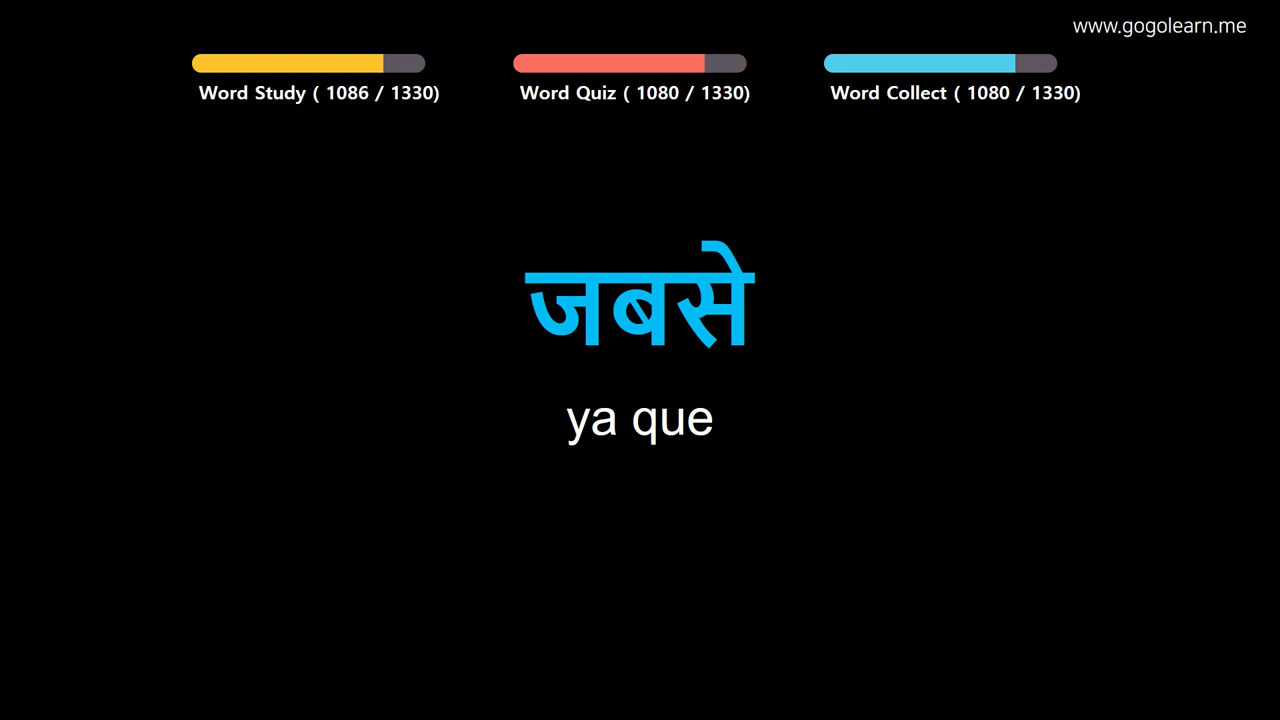 www.gogolearn.me
Word Study ( 1086 / 1330)
Word Quiz ( 1080 / 1330)
Word Collect ( 1080 / 1330)
जबसे
ya que